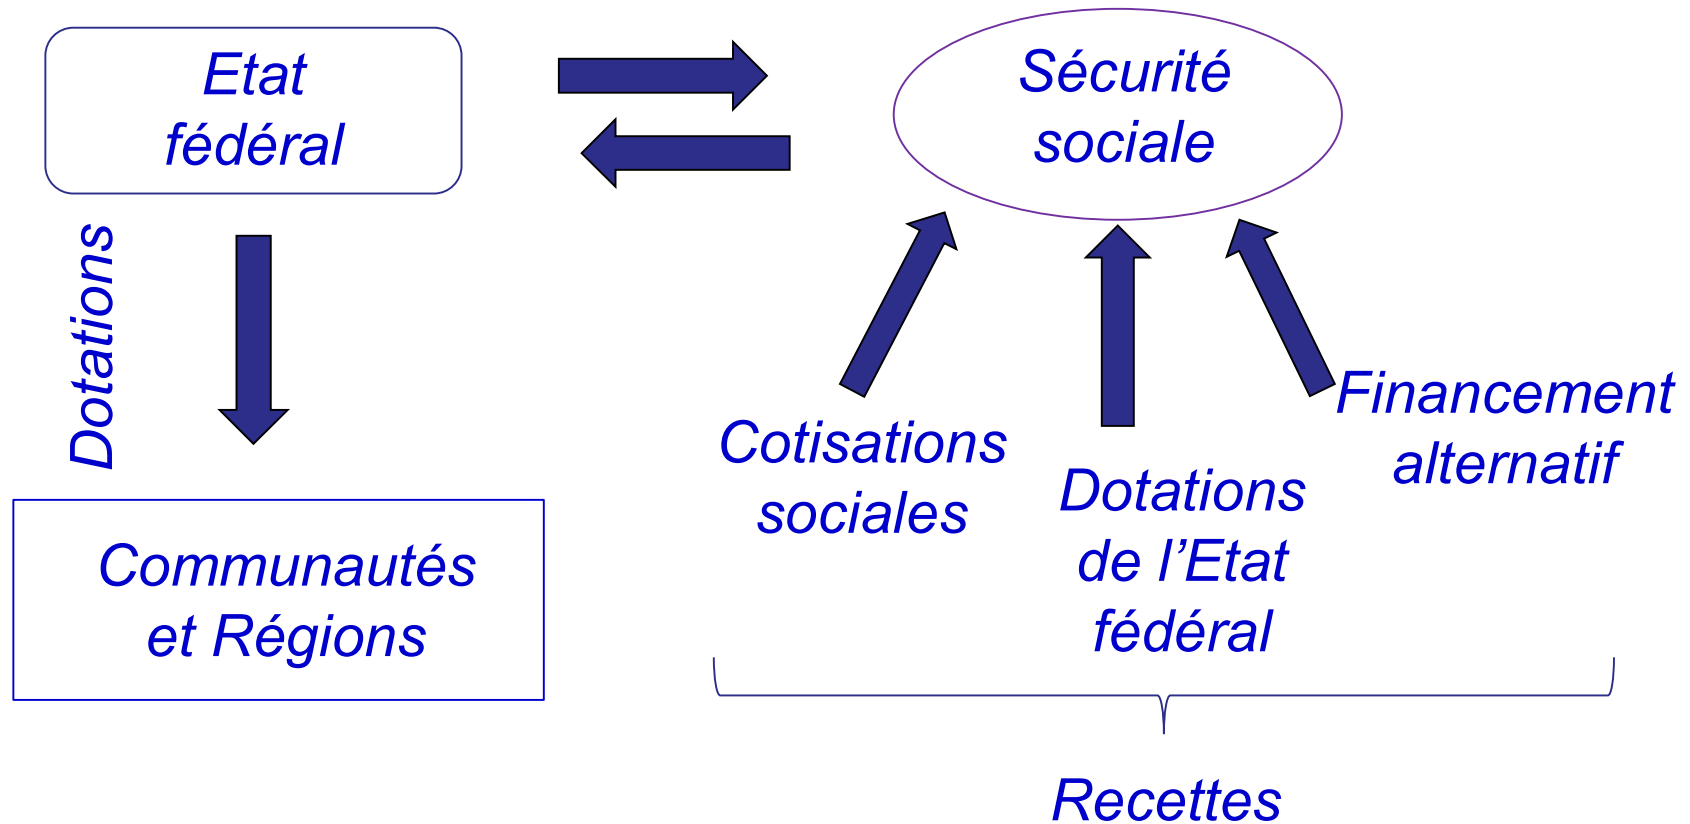 Etat
fédéral
Sécurité
sociale
Dotations
Communautés
et Régions
Cotisations
sociales
Dotations
de l’Etat
fédéral
Financement
alternatif
Recettes